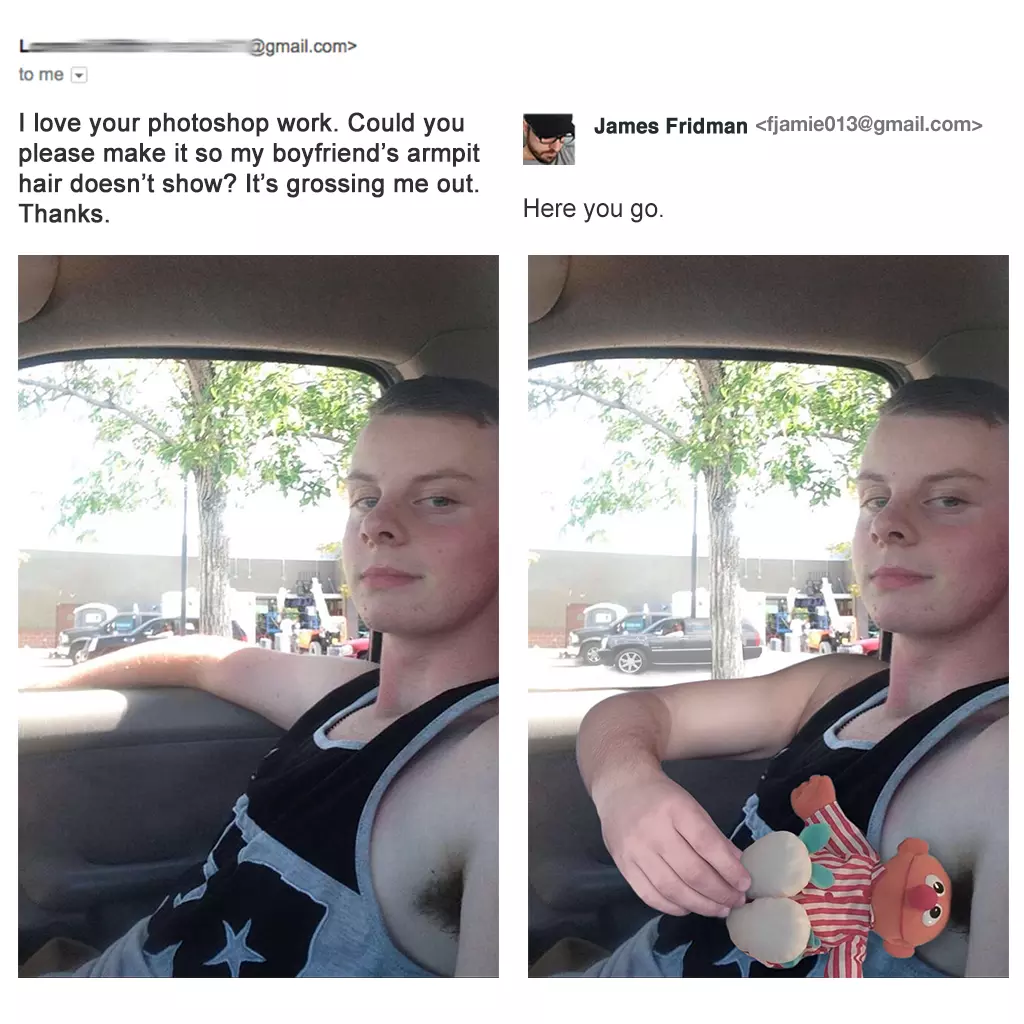 L @gmail.com>
to me
I love your photoshop work. Could you
please make it so my boyfriend’s armpit
hair doesn’t show? It’s grossing me out.
Thanks.
James Fridman <fjamie013@gmail.com>
Here you go.